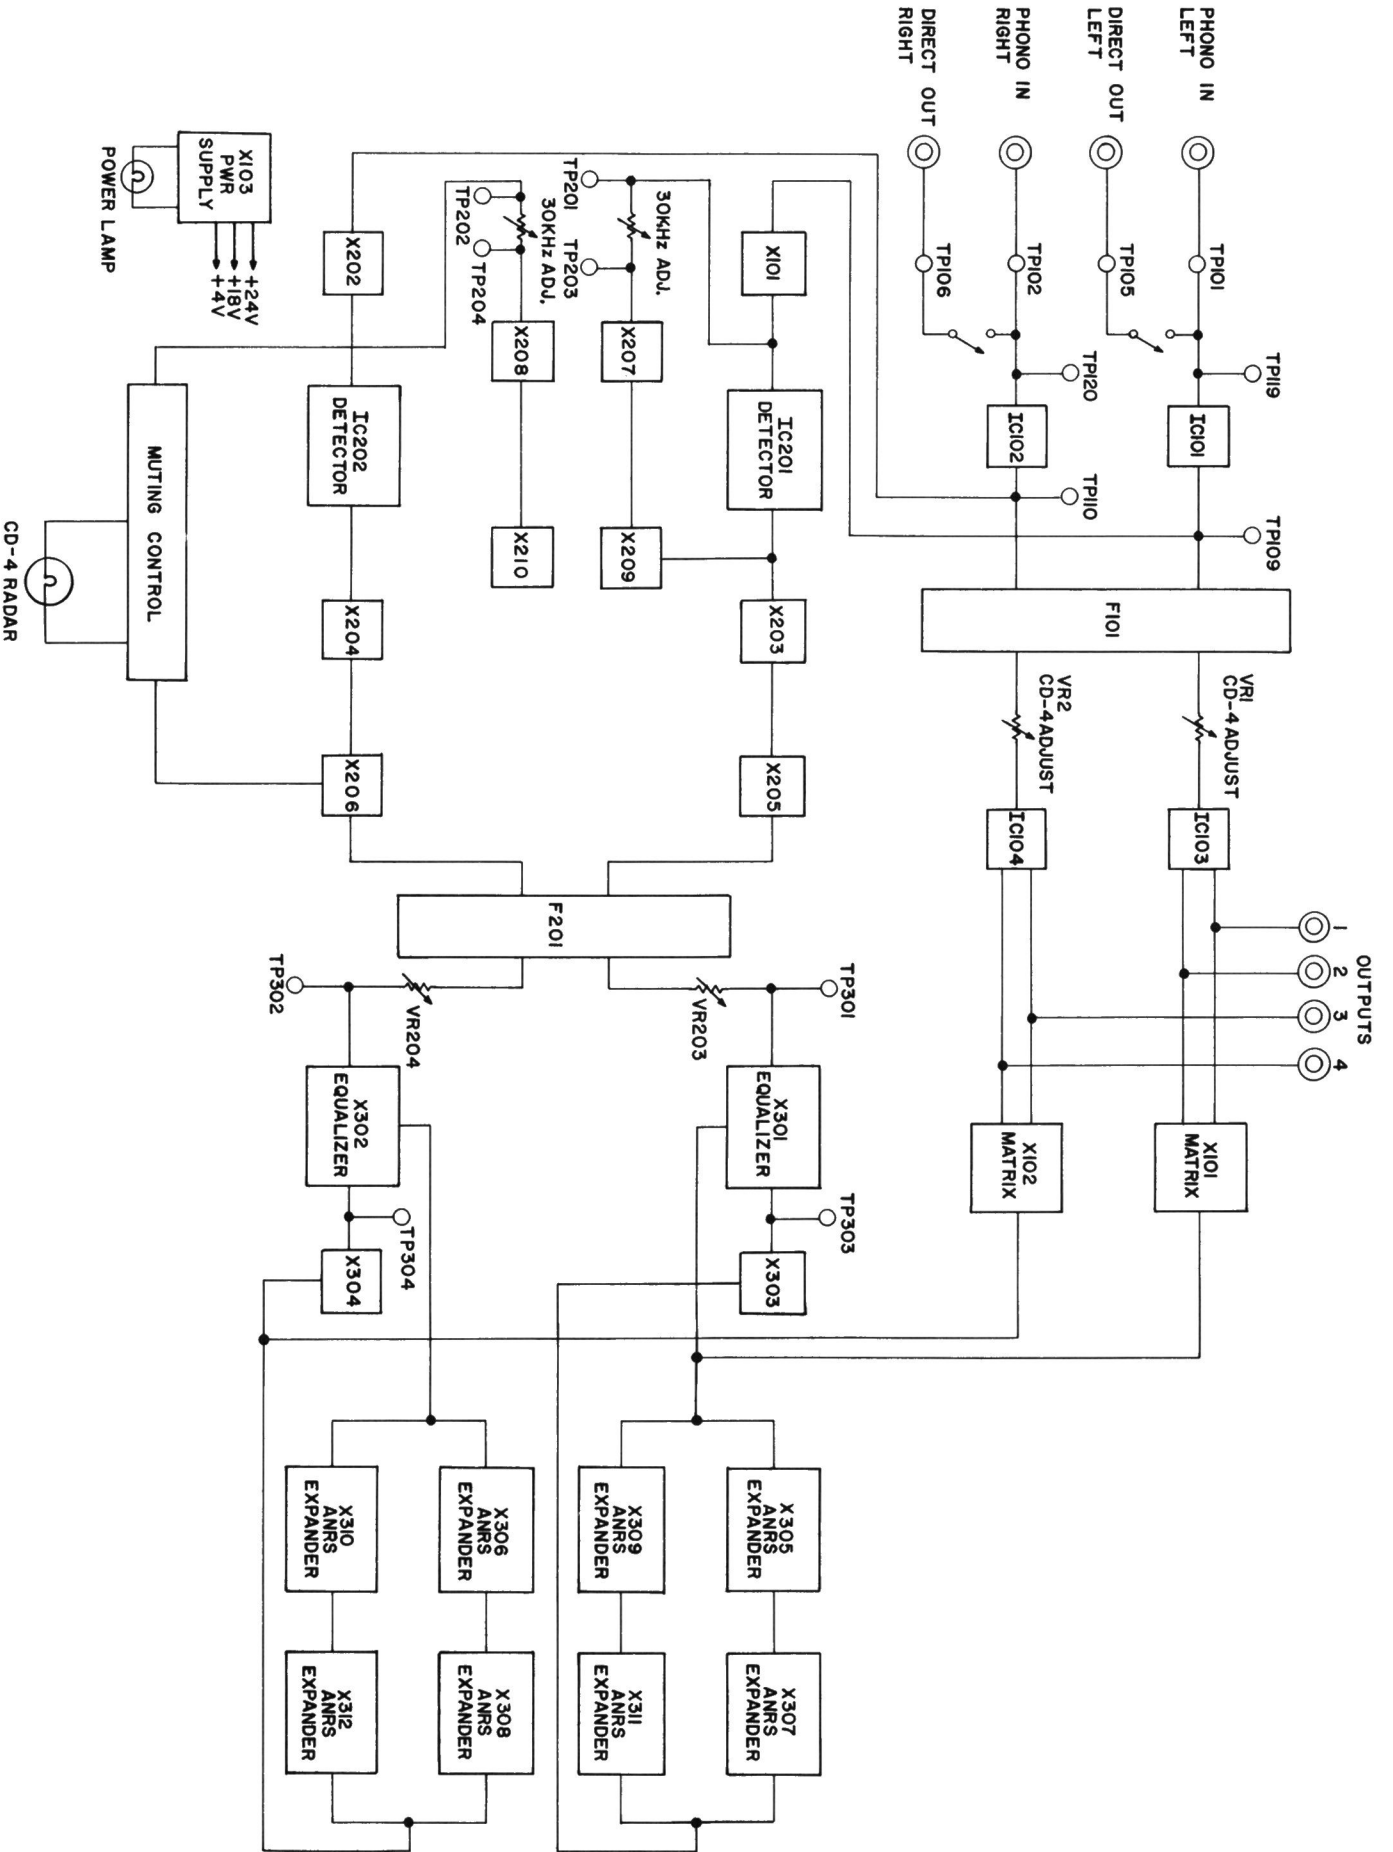 PHONO IN
LEFT
DIRECT OUT
LEFT
PHONO IN
RIGHT
DIRECT OUT
RIGHT
TP101
TP105
TP102
TP106
TP119
TP120
IC101
IC102
TP109
TP110
F101
VR1
CD-4 ADJUST
VR2
CD-4 ADJUST
IC103
IC104
OUTPUTS
1
2
3
4
X101
MATRIX
X102
MATRIX
X101
30KHz ADJ.
TP201
TP203
30KHz ADJ.
TP202
TP204
X202
X103
PWR
SUPPLY
+24V
+18V
+4V
POWER LAMP
X207
X208
IC201
DETECTOR
IC202
DETECTOR
X209
X210
MUTING CONTROL
CD-4 RADAR
X203
X204
X205
X206
F201
TP301
VR203
VR204
TP302
X301
EQUALIZER
X302
EQUALIZER
TP303
TP304
X303
X304
X305
ANRS
EXPANDER
X309
ANRS
EXPANDER
X306
ANRS
EXPANDER
X310
ANRS
EXPANDER
X307
ANRS
EXPANDER
X311
ANRS
EXPANDER
X308
ANRS
EXPANDER
X312
ANRS
EXPANDER